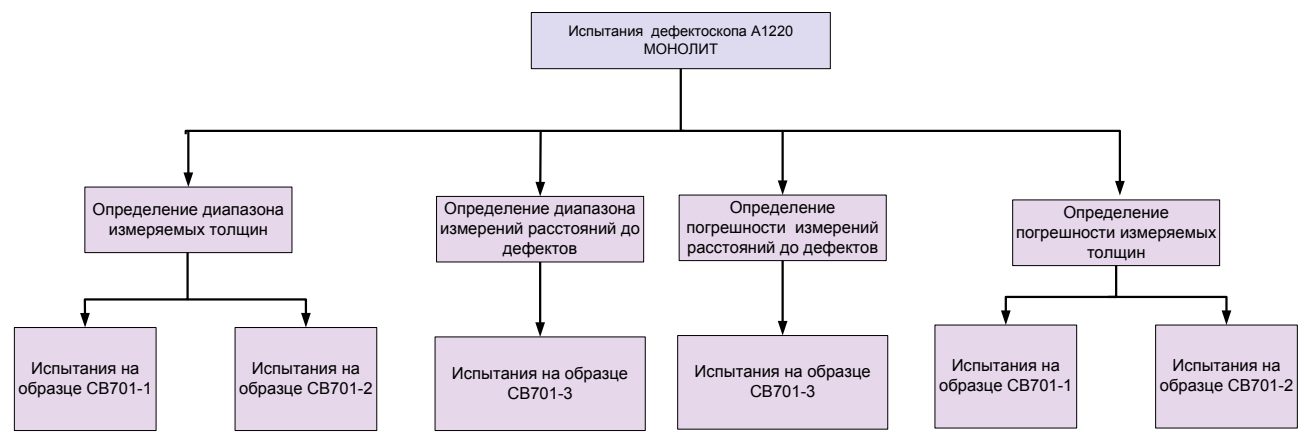 Испытания дефектоскопа А1220
МОНОЛИТ
Определение диапазона
измеряемых толщин
Определение диапазона
измерений расстояний до
дефектов
Определение
погрешности измерений
расстояний до дефектов
Определение
погрешности измеряемых
толщин
Испытания на
образце СВ701-1
Испытания на
образце СВ701-2
Испытания на образце
СВ701-3
Испытания на образце
СВ701-3
Испытания на
образце СВ701-1
Испытания на
образце СВ701-2